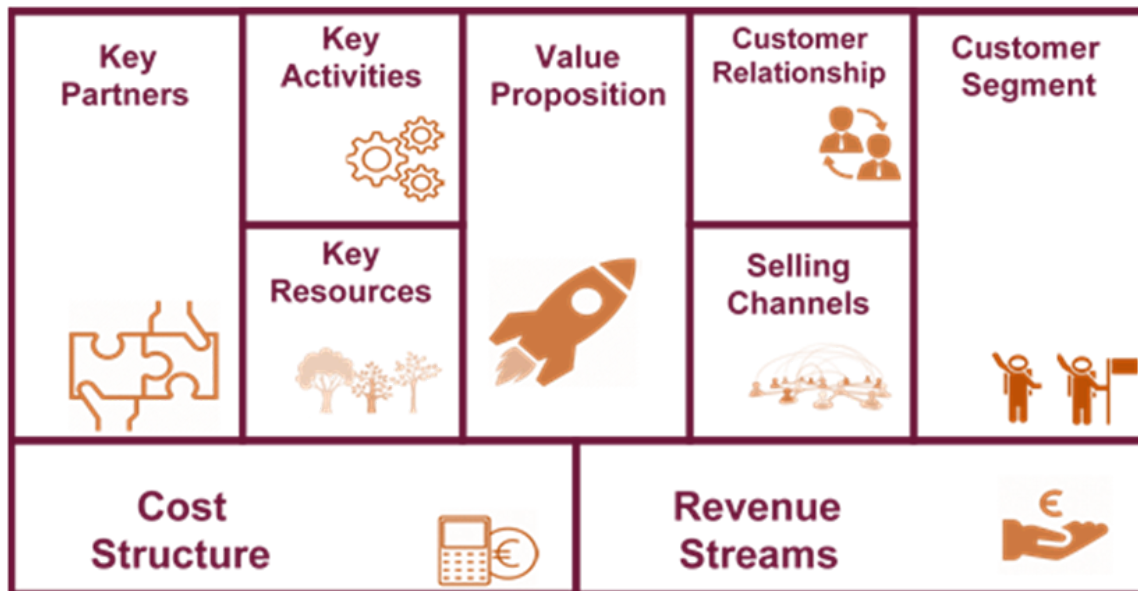 Key
Partners
Key
Activities
Key
Resources
Value
Proposition
Customer
Relationship
Selling
Channels
Customer
Segment
Cost
Structure
€
Revenue
Streams
€